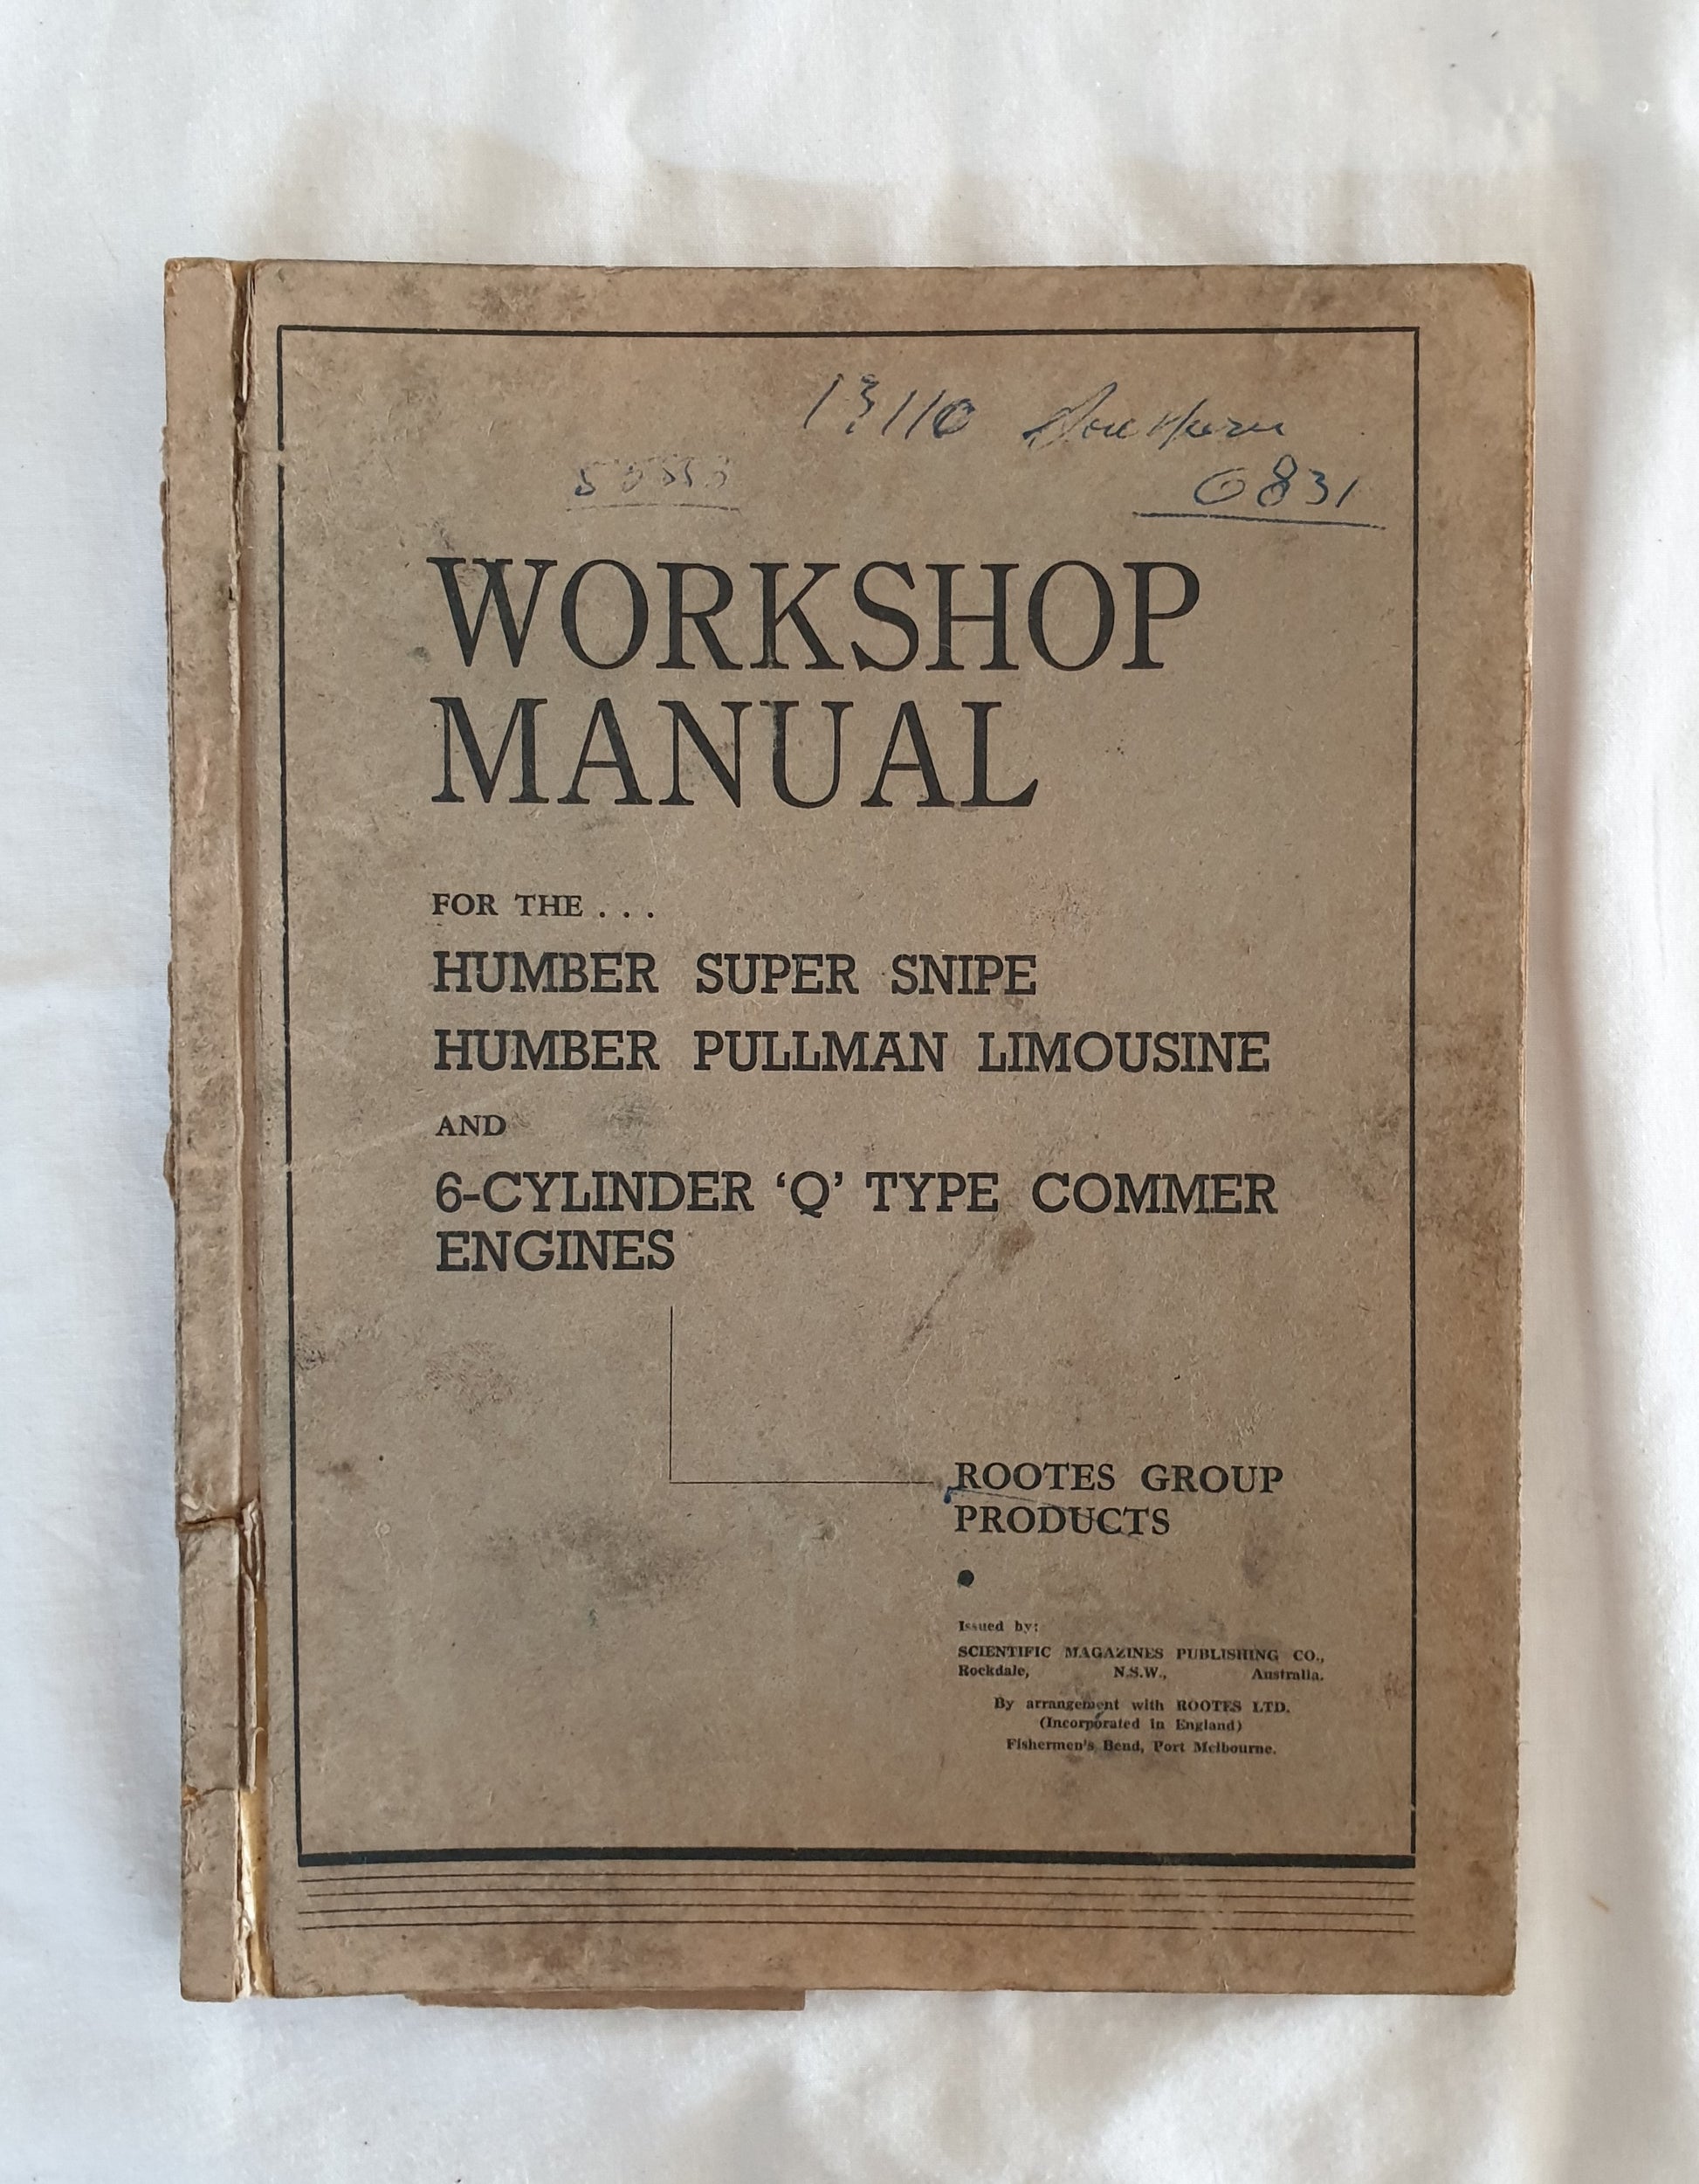 13110 Southern
6831
WORKSHOP
MANUAL
FOR THE . . .
HUMBER SUPER SNIPE
HUMBER PULLMAN LIMOUSINE
AND
6-CYLINDER ‘Q’ TYPE COMMER
ENGINES
ROOTES GROUP
PRODUCTS
Issued by:
SCIENTIFIC MAGAZINES PUBLISHING CO.,
Rockdale, N.S.W., Australia.
By arrangement with ROOTES LTD.
(Incorporated in England)
Fishermen's Bend, Port Melbourne.